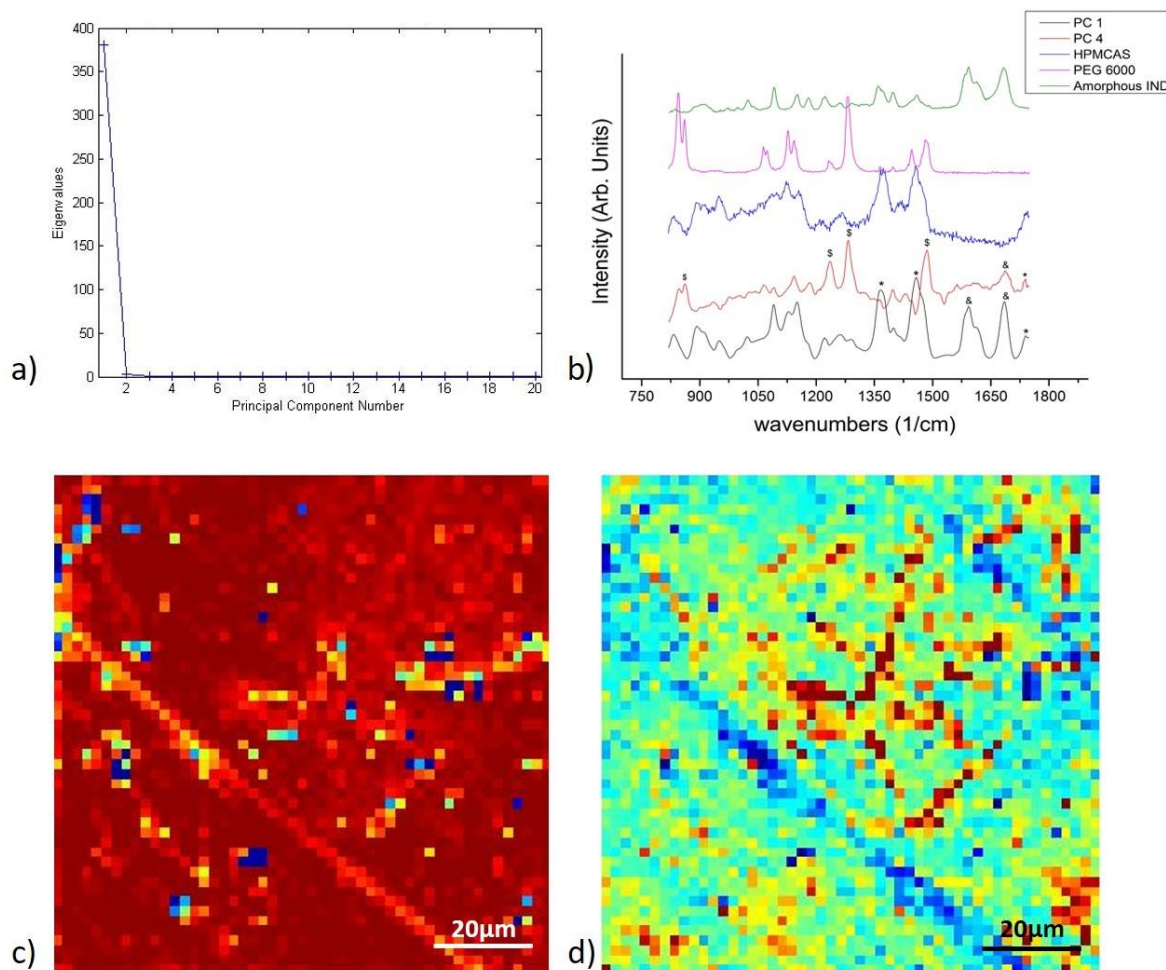 400
350
300
250
200
150
100
50
0
Eigenvalues
2 4 6 8 10 12 14 16 18 20
Principal Component Number
a)
PC 1
PC 4
HPMCAS
PEG 6000
Amorphous IND
Intensity (Arb. Units)
$ $ $ $ & *
* * & & *
750 900 1050 1200 1350 1500 1650 1800
wavenumbers (1/cm)
b)
20µm
c)
20µm
d)